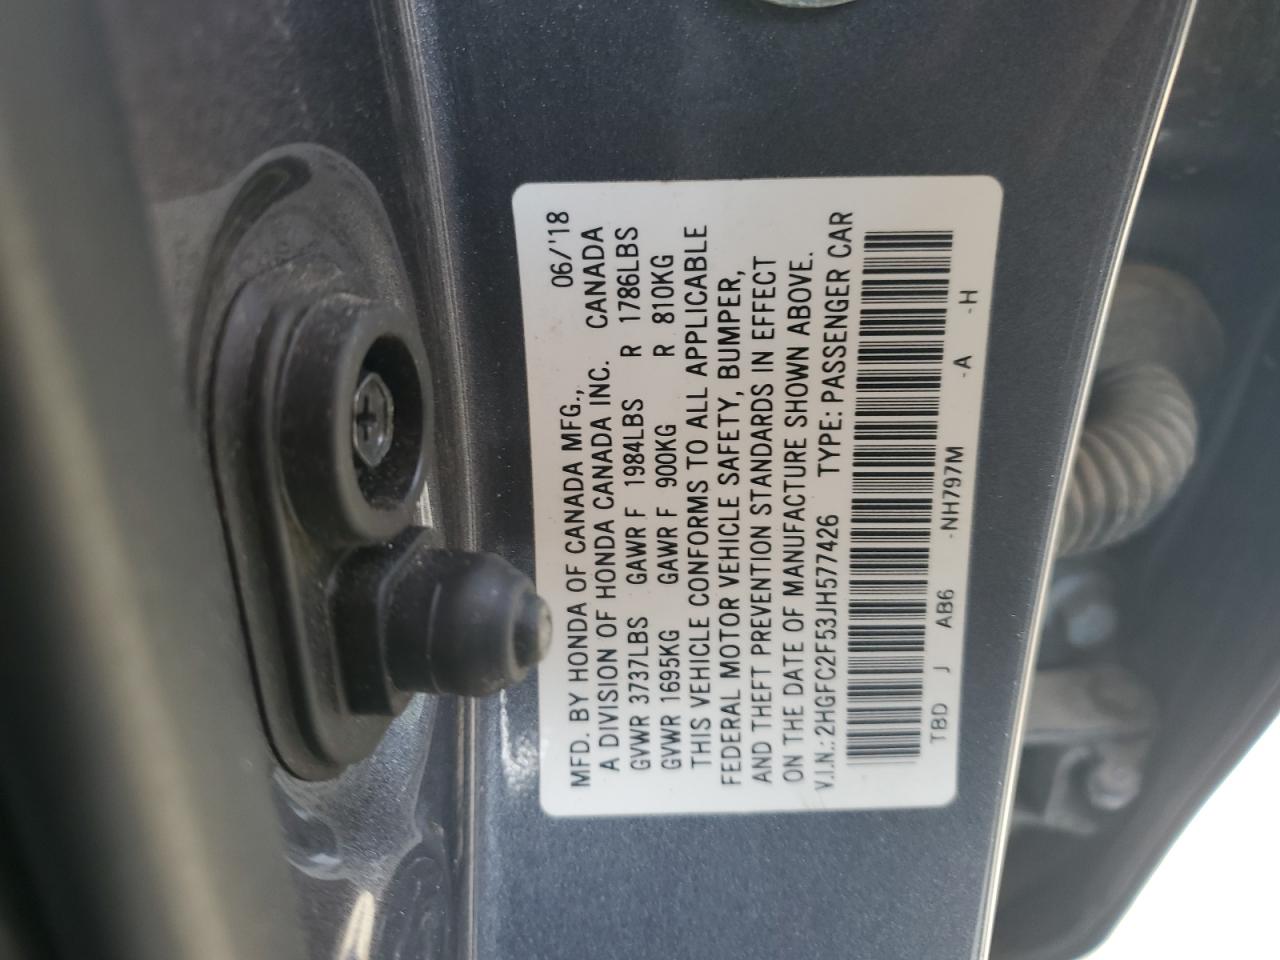 MFD. BY HONDA OF CANADA MFG., 06/'18
A DIVISION OF HONDA CANADA INC. CANADA
GVWR 3737LBS GAWR F 1984LBS R 1786LBS
GVWR 1695KG GAWR F 900KG R 810KG
THIS VEHICLE CONFORMS TO ALL APPLICABLE
FEDERAL MOTOR VEHICLE SAFETY, BUMPER,
AND THEFT PREVENTION STANDARDS IN EFFECT
ON THE DATE OF MANUFACTURE SHOWN ABOVE.
V.I.N.: 2HGFC2F53JH577426 TYPE: PASSENGER CAR
TBD J AB6 -NH797M -A -H